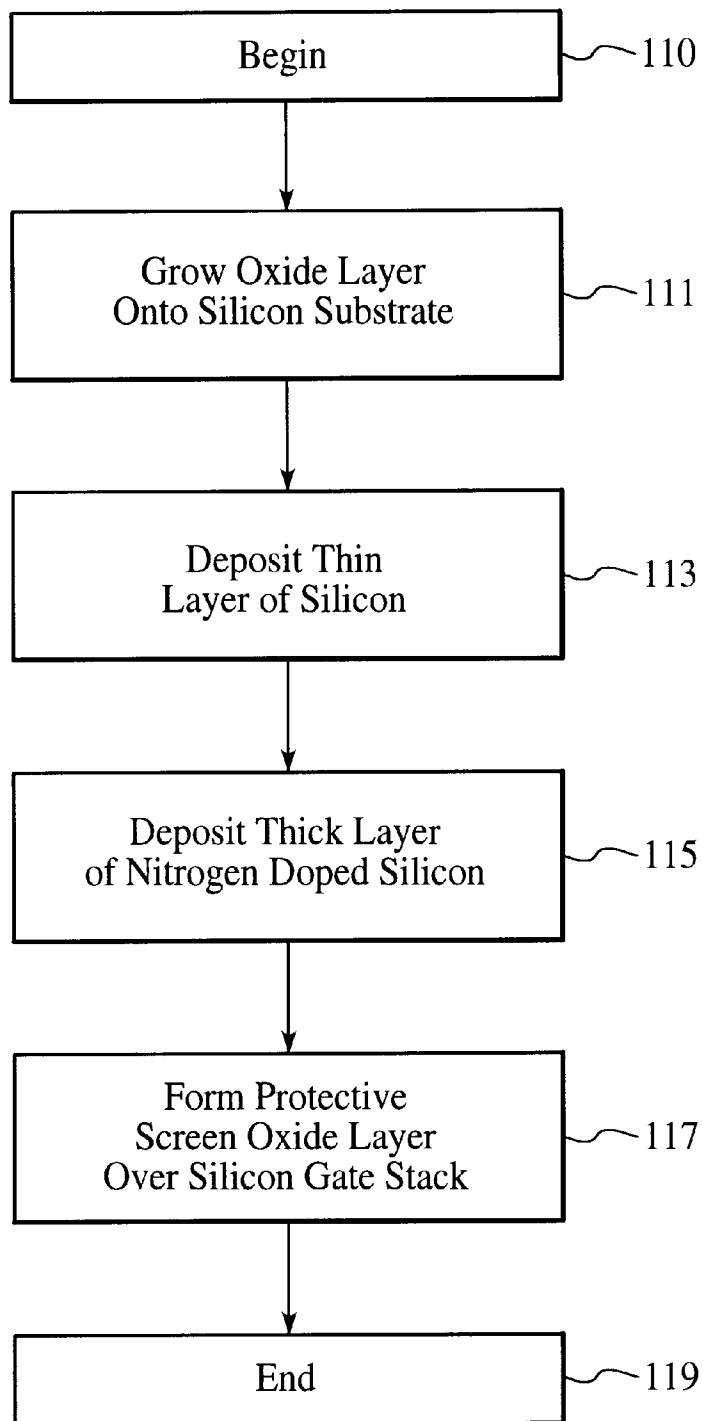 Begin
110
Grow Oxide Layer
Onto Silicon Substrate
111
Deposit Thin
Layer of Silicon
113
Deposit Thick Layer
of Nitrogen Doped Silicon
115
Form Protective
Screen Oxide Layer
Over Silicon Gate Stack
117
End
119